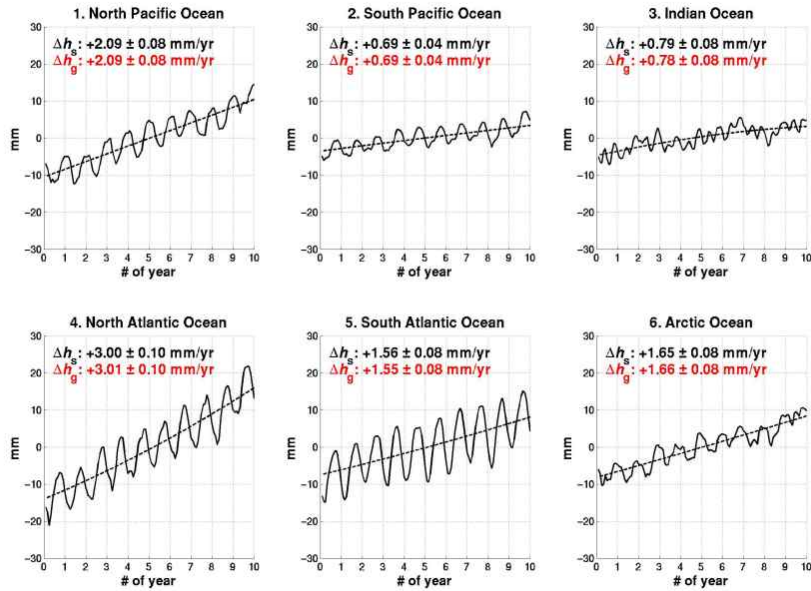 1. North Pacific Ocean
Δhs: +2.09 ± 0.08 mm/yr
Δhg: +2.09 ± 0.08 mm/yr
30
20
10
0
−10
−20
−30
mm
0 1 2 3 4 5 6 7 8 9 10
# of year
2. South Pacific Ocean
Δhs: +0.69 ± 0.04 mm/yr
Δhg: +0.69 ± 0.04 mm/yr
30
20
10
0
−10
−20
−30
mm
0 1 2 3 4 5 6 7 8 9 10
# of year
3. Indian Ocean
Δhs: +0.79 ± 0.08 mm/yr
Δhg: +0.78 ± 0.08 mm/yr
30
20
10
0
−10
−20
−30
mm
0 1 2 3 4 5 6 7 8 9 10
# of year
4. North Atlantic Ocean
Δhs: +3.00 ± 0.10 mm/yr
Δhg: +3.01 ± 0.10 mm/yr
30
20
10
0
−10
−20
−30
mm
0 1 2 3 4 5 6 7 8 9 10
# of year
5. South Atlantic Ocean
Δhs: +1.56 ± 0.08 mm/yr
Δhg: +1.55 ± 0.08 mm/yr
30
20
10
0
−10
−20
−30
mm
0 1 2 3 4 5 6 7 8 9 10
# of year
6. Arctic Ocean
Δhs: +1.65 ± 0.08 mm/yr
Δhg: +1.66 ± 0.08 mm/yr
30
20
10
0
−10
−20
−30
mm
0 1 2 3 4 5 6 7 8 9 10
# of year